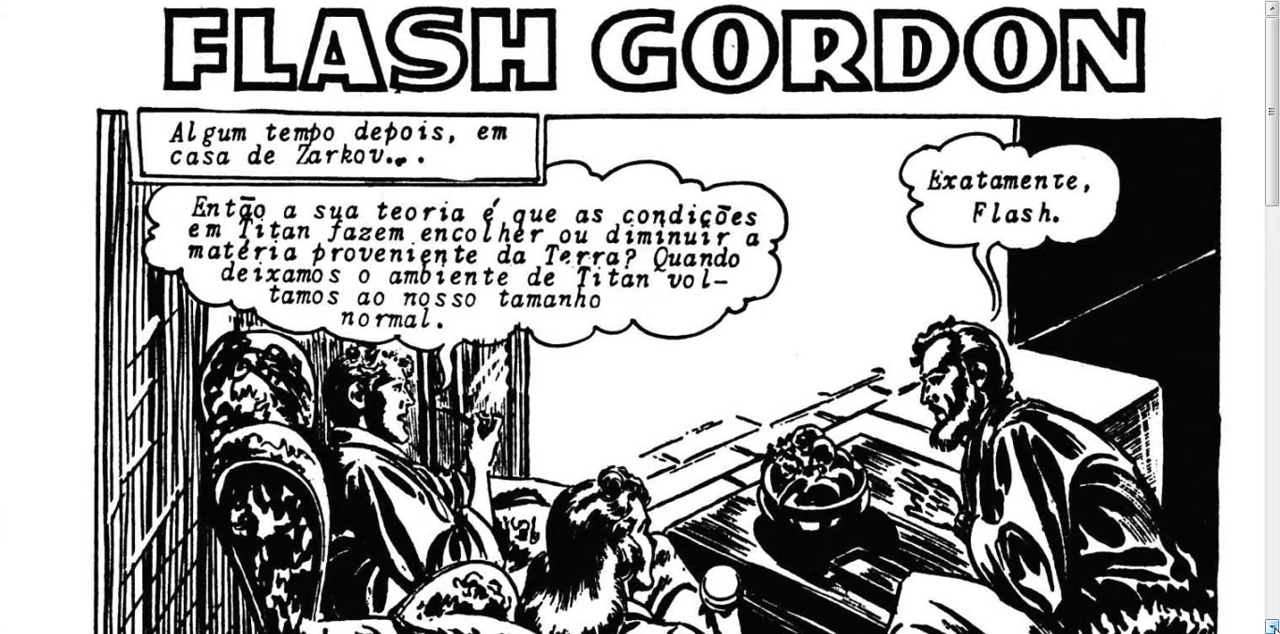 FLASH GORDON
Algum tempo depois, em
casa de Zarkov...
Então a sua teoria é que as condições
em Titan fazem encolher ou diminuir a
matéria proveniente da Terra? Quando
deixamos o ambiente de Titan vol-
tamos ao nosso tamanho
normal.
Exatamente,
Flash.